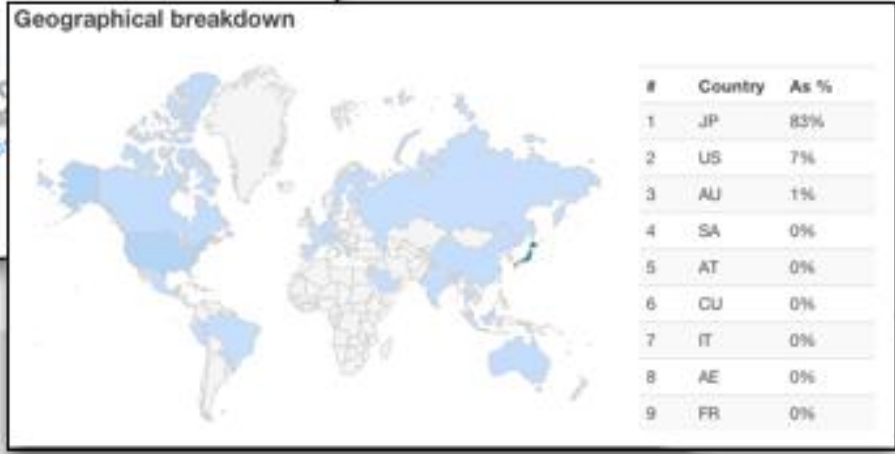 Geographical breakdown
# Country As %
1 JP 83%
2 US 7%
3 AU 1%
4 SA 0%
5 AT 0%
6 CU 0%
7 IT 0%
8 AE 0%
9 FR 0%